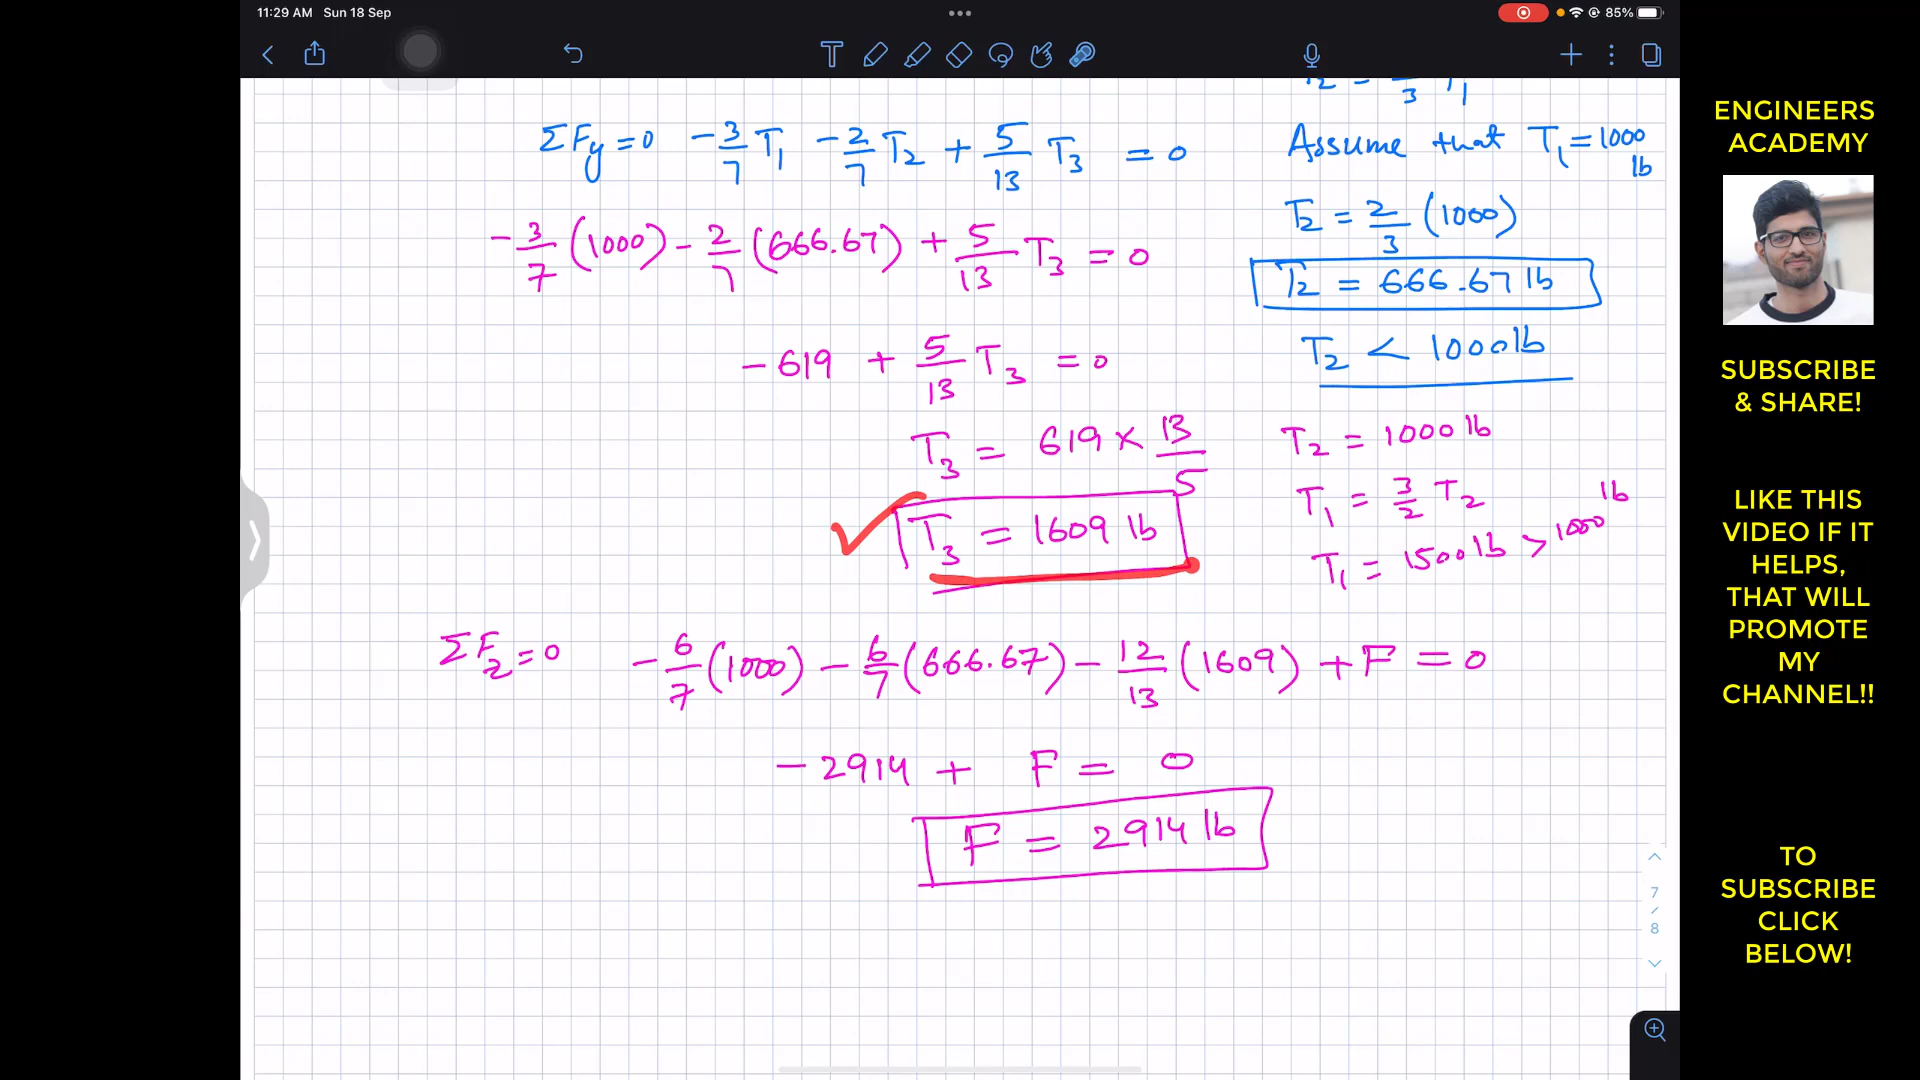 11:29 AM Sun 18 Sep
85%
T2 = 2/3 T1
ΣFy=0 -3/7 T1 -2/7 T2 + 5/13 T3 = 0
Assume that T1=1000 lb
-3/7 (1000) - 2/7 (666.67) + 5/13 T3 = 0
T2 = 2/3 (1000)
T2 = 666.67 lb
-619 + 5/13 T3 = 0
T2 < 1000lb
T3 = 619 × 13/5
T2 = 1000 lb
T3 = 1609 lb
T1 = 3/2 T2
T1 = 1500 lb > 1000 lb
ΣFz=0 -6/7 (1000) - 6/7 (666.67) - 12/13 (1609) + F = 0
-2914 + F = 0
F = 2914 lb
7
/
8
ENGINEERS
ACADEMY
SUBSCRIBE
& SHARE!
LIKE THIS
VIDEO IF IT
HELPS,
THAT WILL
PROMOTE
MY
CHANNEL!!
TO
SUBSCRIBE
CLICK
BELOW!